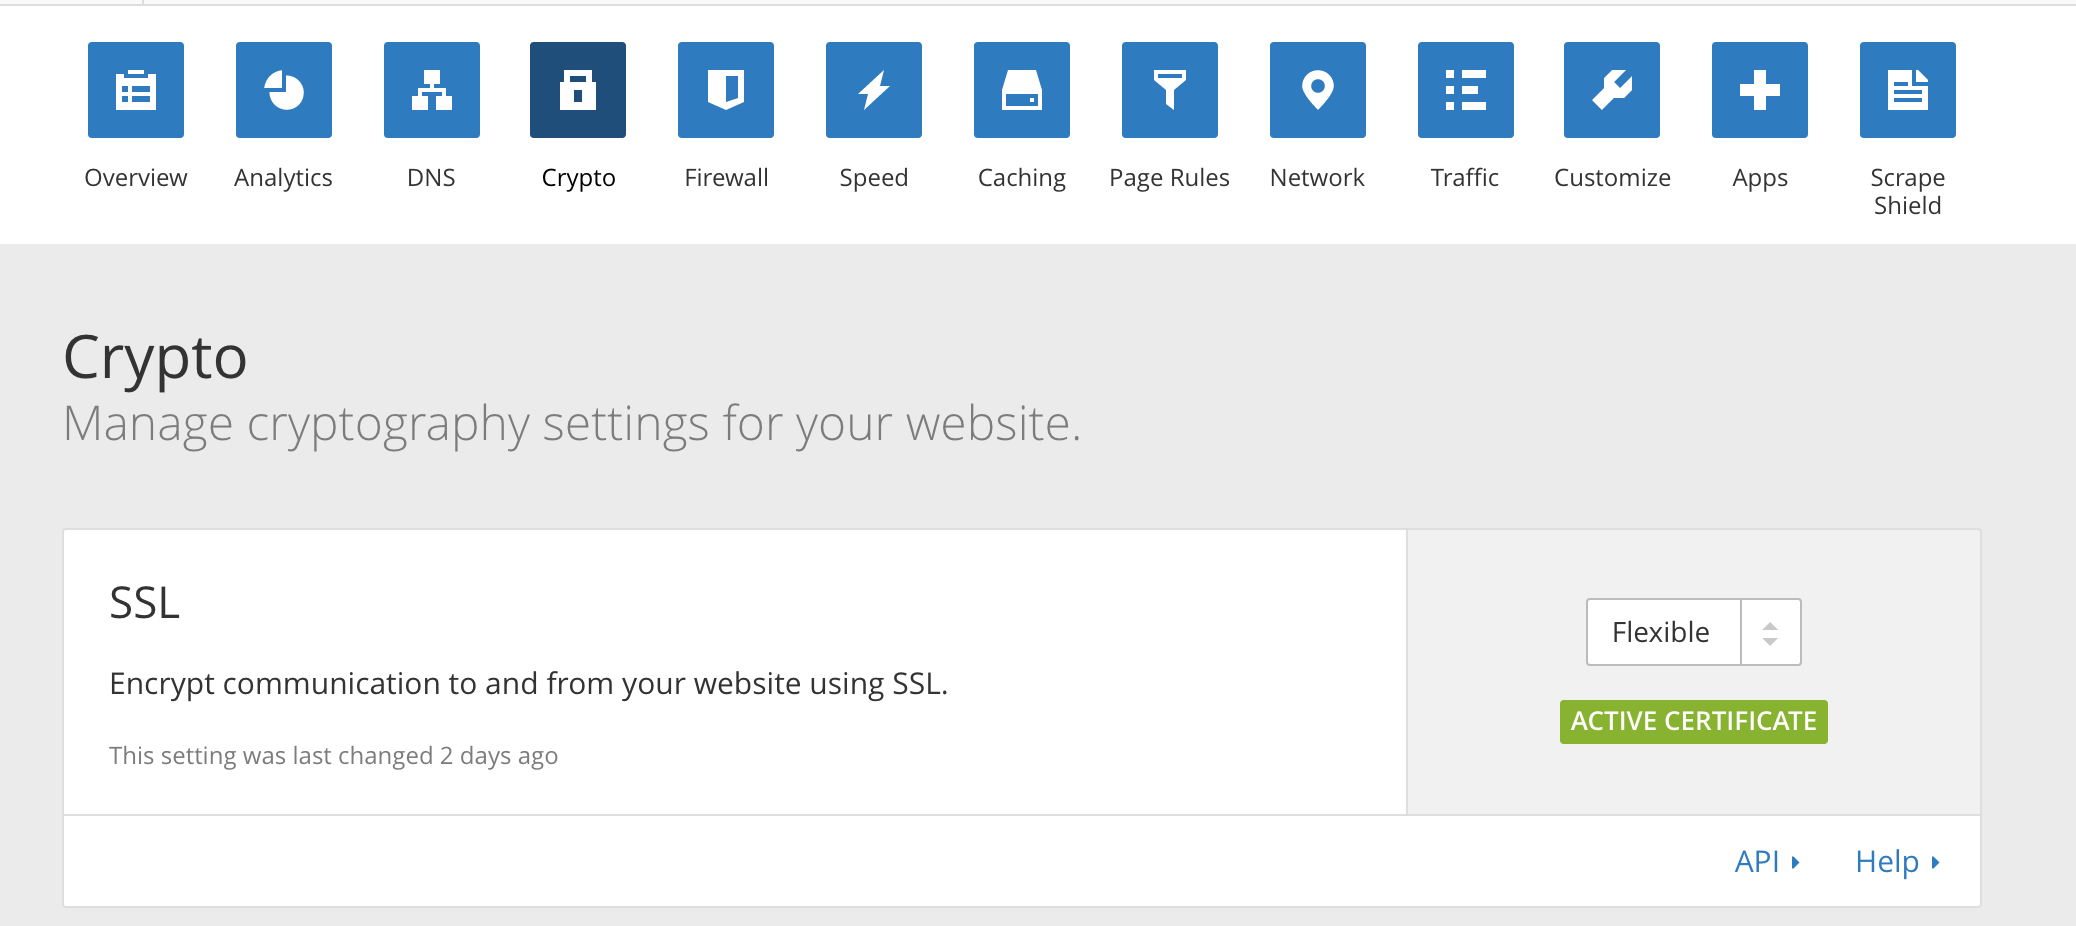 Overview Analytics DNS Crypto Firewall Speed Caching Page Rules Network Traffic Customize Apps Scrape
Shield
Crypto
Manage cryptography settings for your website.
SSL
Flexible
Encrypt communication to and from your website using SSL.
ACTIVE CERTIFICATE
This setting was last changed 2 days ago
API Help